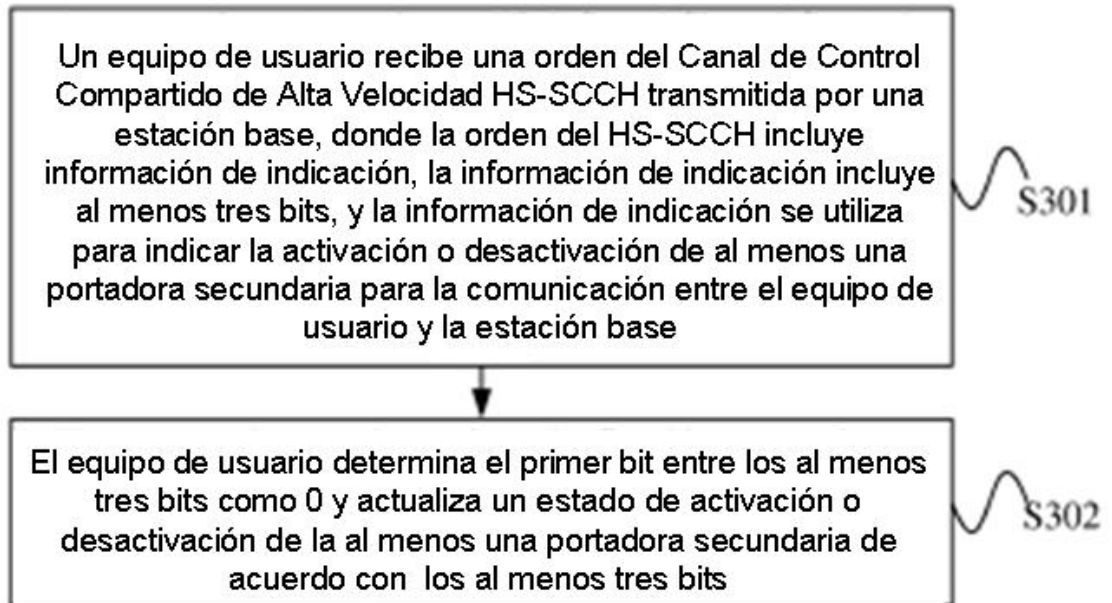 Un equipo de usuario recibe una orden del Canal de Control
Compartido de Alta Velocidad HS-SCCH transmitida por una
estación base, donde la orden del HS-SCCH incluye
información de indicación, la información de indicación incluye
al menos tres bits, y la información de indicación se utiliza
para indicar la activación o desactivación de al menos una
portadora secundaria para la comunicación entre el equipo de
usuario y la estación base
S301
El equipo de usuario determina el primer bit entre los al menos
tres bits como 0 y actualiza un estado de activación o
desactivación de la al menos una portadora secundaria de
acuerdo con los al menos tres bits
S302